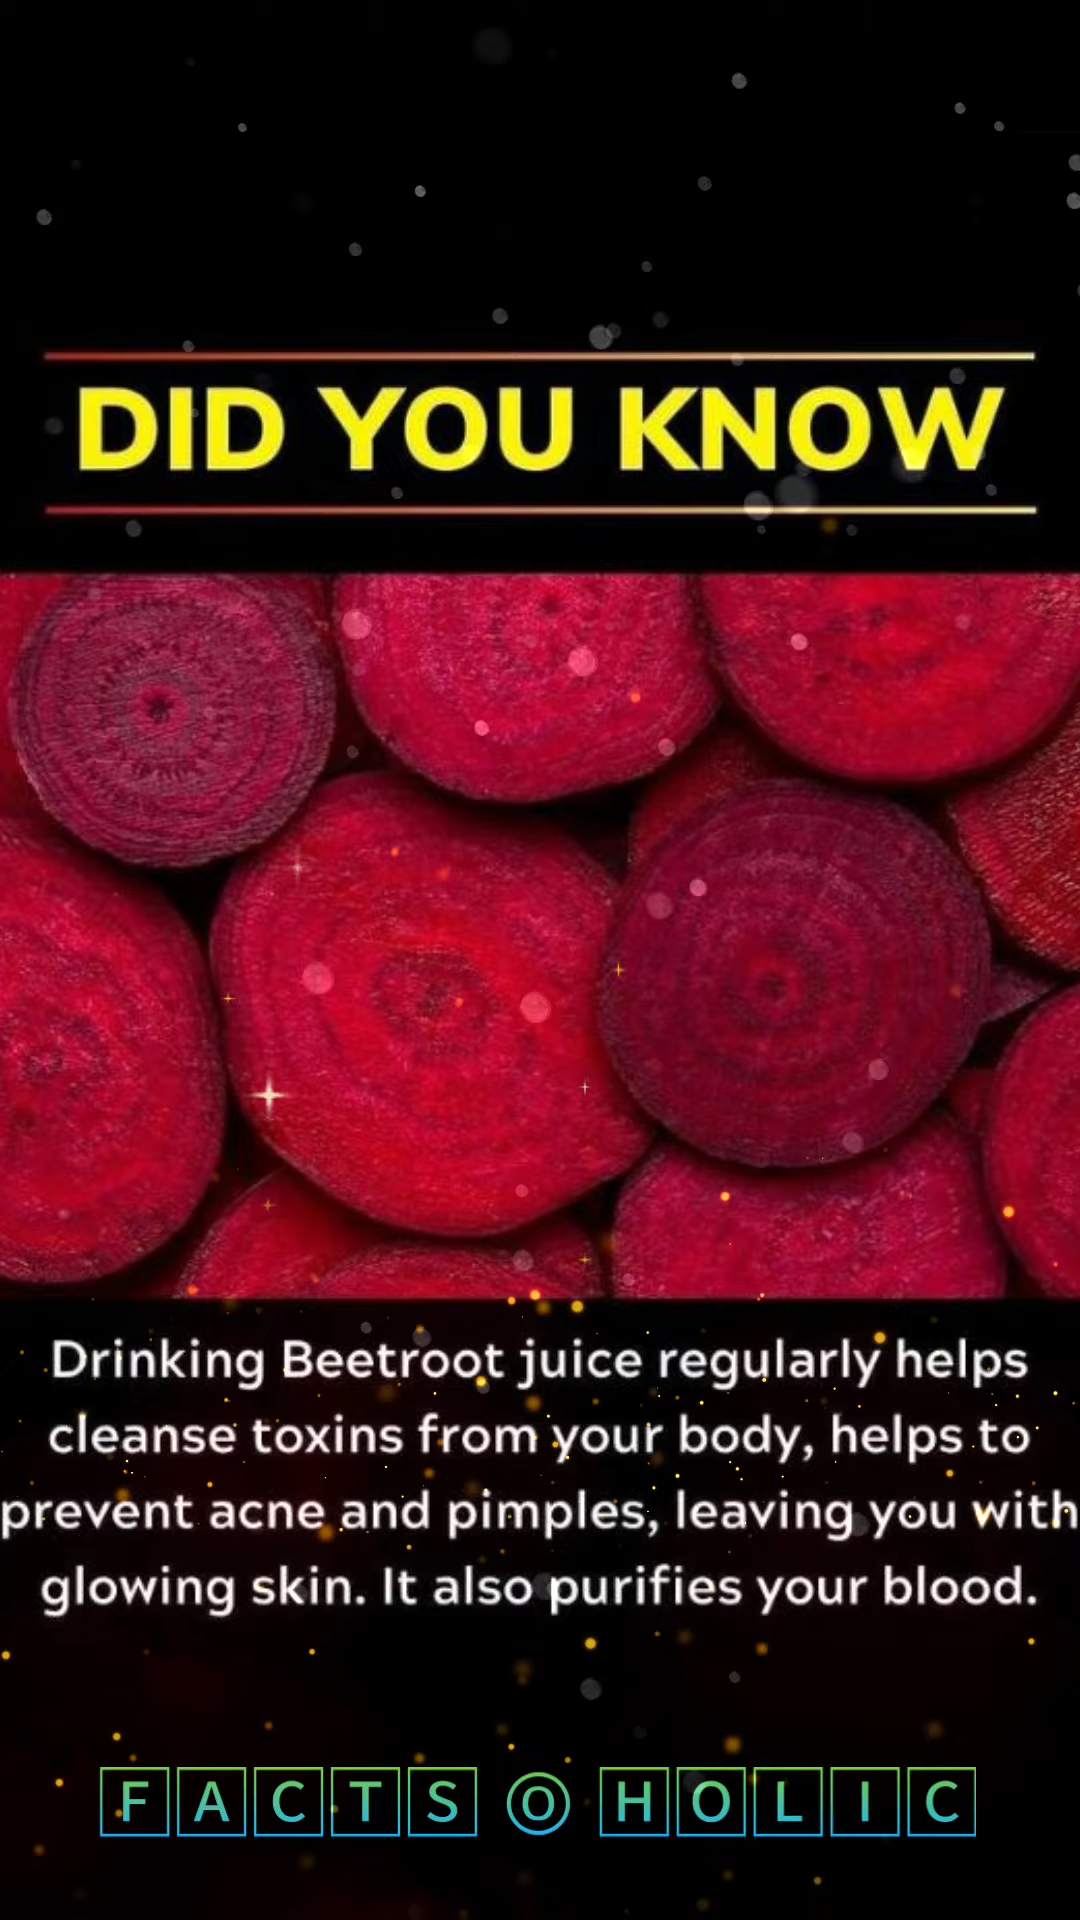 DID YOU KNOW
Drinking Beetroot juice regularly helps
cleanse toxins from your body, helps to
prevent acne and pimples, leaving you with
glowing skin. It also purifies your blood.
FACTS O HOLIC